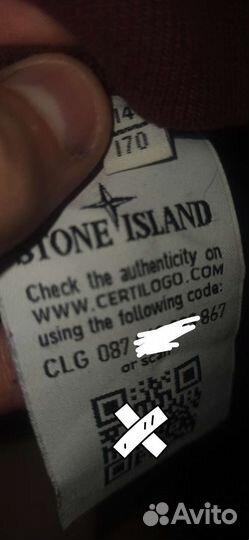 14
170
STONE ISLAND
Check the authenticity on
WWW.CERTILOGO.COM
using the following code:
CLG 087 867
or
Avito